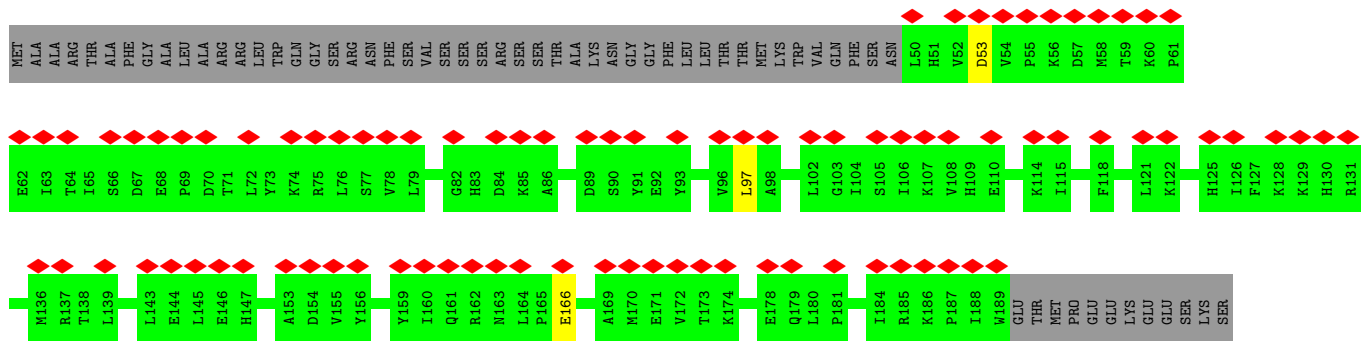 MET ALA ALA ARG THR ALA PHE GLY ALA LEU ALA ARG ARG LEU TRP GLN GLY SER ARG ASN PHE SER VAL SER SER SER ARG SER SER THR ALA LYS ASN GLY GLY PHE LEU LEU THR THR MET LYS TRP VAL GLN PHE SER ASN L50 H51 V52 D53 V54 P55 K56 D57 M58 T59 K60 P61
E62 I63 T64 I65 S66 D67 E68 P69 D70 T71 L72 Y73 K74 R75 L76 S77 V78 L79 G82 H83 D84 K85 A86 D89 S90 Y91 E92 Y93 V96 L97 A98 L102 G103 I104 S105 I106 K107 V108 H109 E110 K114 I115 F118 L121 K122 H125 I126 F127 K128 K129 H130 R131
M136 R137 T138 L139 L143 E144 L145 E146 H147 A153 D154 V155 Y156 Y159 I160 Q161 R162 N163 L164 P165 E166 A169 M170 E171 V172 T173 K174 E178 Q179 L180 P181 I184 R185 K186 P187 I188 W189 GLU THR MET PRO GLU GLU LYS GLU GLU SER LYS SER